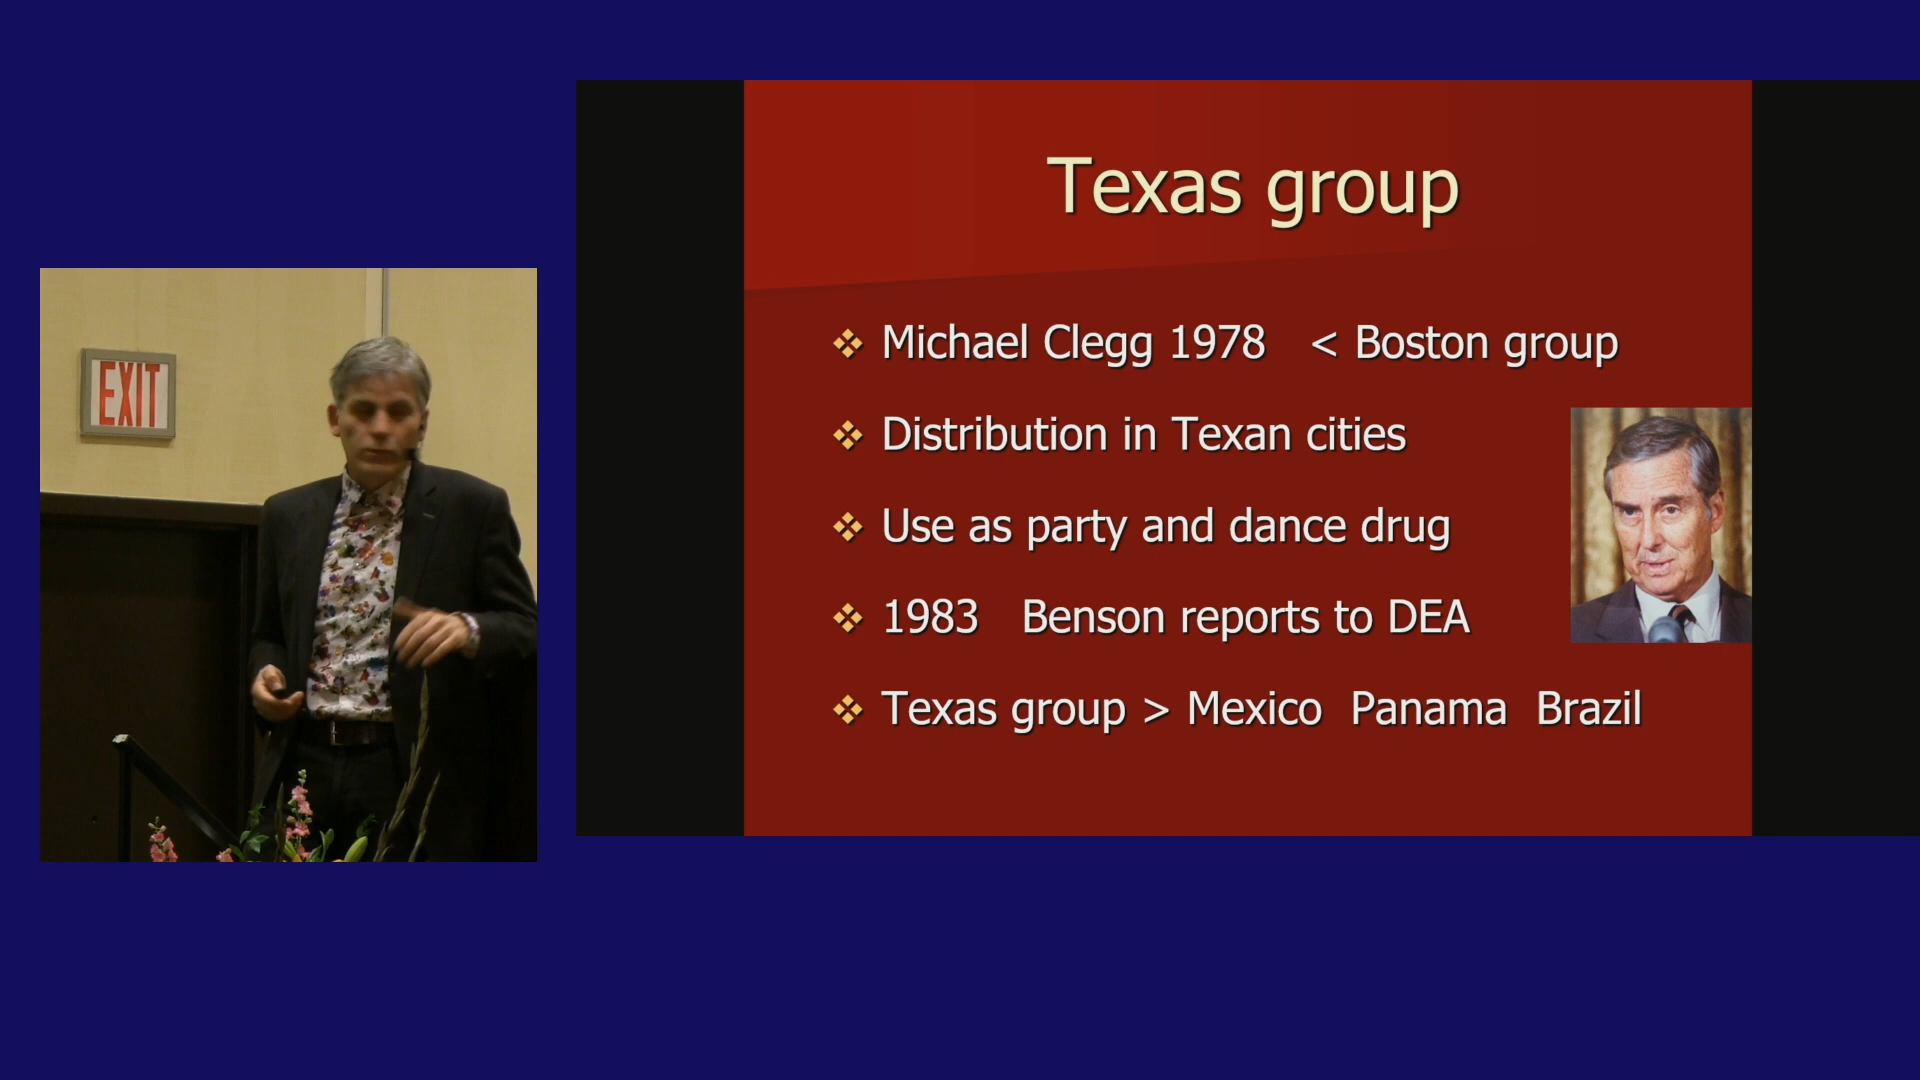 EXIT
Texas group
Michael Clegg 1978 < Boston group
Distribution in Texan cities
Use as party and dance drug
1983 Benson reports to DEA
Texas group > Mexico Panama Brazil